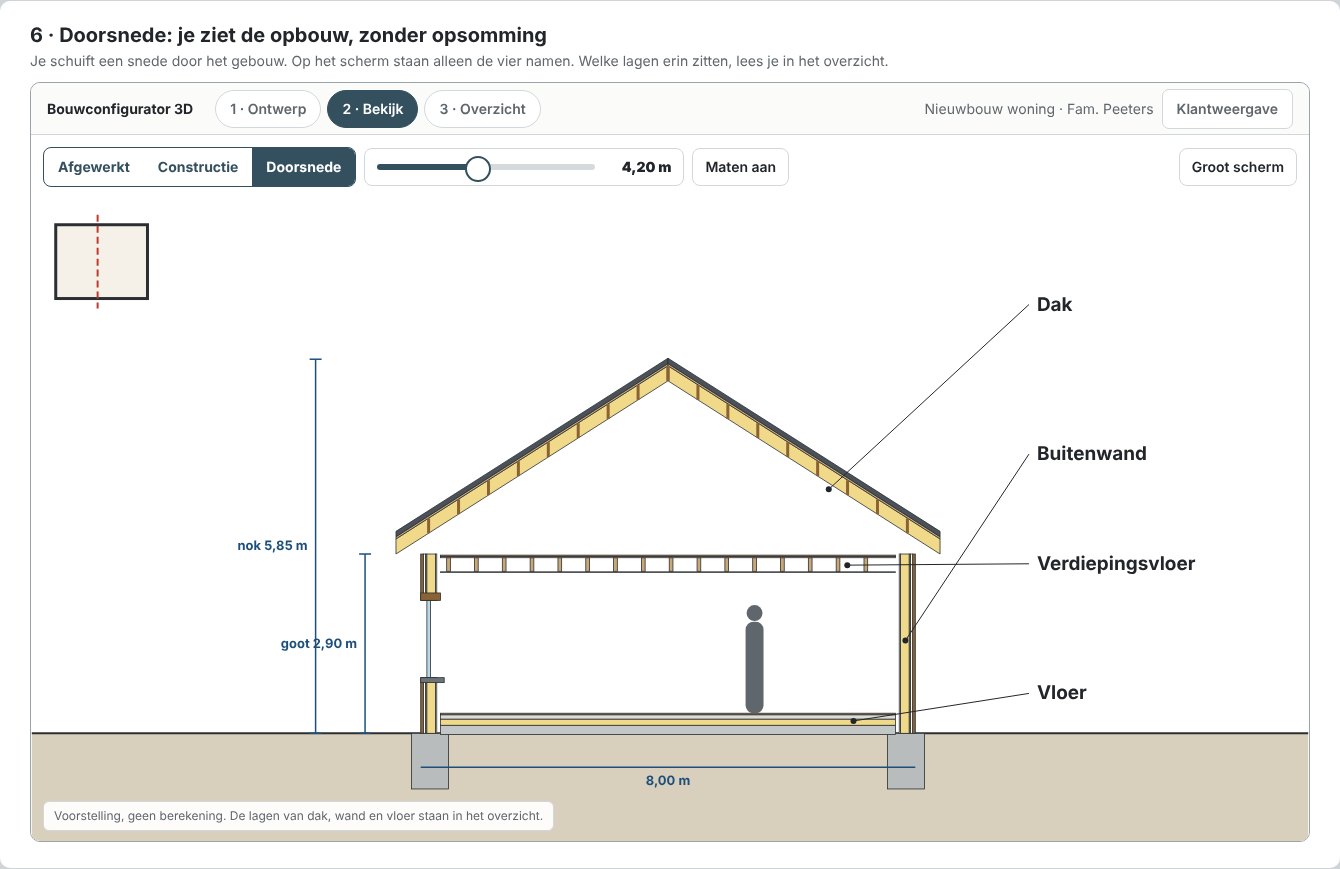 6 · Doorsnede: je ziet de opbouw, zonder opsomming
Je schuift een snede door het gebouw. Op het scherm staan alleen de vier namen. Welke lagen erin zitten, lees je in het overzicht.
Bouwconfigurator 3D
1 · Ontwerp
2 · Bekijk
3 · Overzicht
Nieuwbouw woning · Fam. Peeters
Klantweergave
Afgewerkt
Constructie
Doorsnede
4,20 m
Maten aan
Groot scherm
Dak
Buitenwand
nok 5,85 m
Verdiepingsvloer
goot 2,90 m
Vloer
8,00 m
Voorstelling, geen berekening. De lagen van dak, wand en vloer staan in het overzicht.